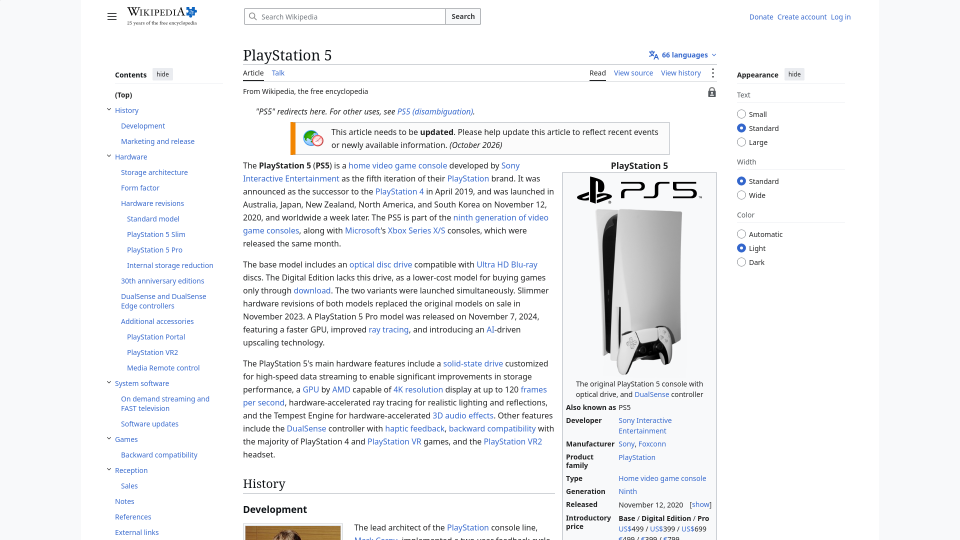 WIKIPEDIA
25 years of the free encyclopedia
Search Wikipedia
Search
Donate Create account Log in
Contents hide
(Top)
History
Development
Marketing and release
Hardware
Storage architecture
Form factor
Hardware revisions
Standard model
PlayStation 5 Slim
PlayStation 5 Pro
Internal storage reduction
30th anniversary editions
DualSense and DualSense
Edge controllers
Additional accessories
PlayStation Portal
PlayStation VR2
Media Remote control
System software
On demand streaming and
FAST television
Software updates
Games
Backward compatibility
Reception
Sales
Notes
References
External links
PlayStation 5
66 languages
Article Talk
Read View source View history
From Wikipedia, the free encyclopedia
"PS5" redirects here. For other uses, see PS5 (disambiguation).
This article needs to be updated. Please help update this article to reflect recent events
or newly available information. (October 2026)
The PlayStation 5 (PS5) is a home video game console developed by Sony
Interactive Entertainment as the fifth iteration of their PlayStation brand. It was
announced as the successor to the PlayStation 4 in April 2019, and was launched in
Australia, Japan, New Zealand, North America, and South Korea on November 12,
2020, and worldwide a week later. The PS5 is part of the ninth generation of video
game consoles, along with Microsoft's Xbox Series X/S consoles, which were
released the same month.
The base model includes an optical disc drive compatible with Ultra HD Blu-ray
discs. The Digital Edition lacks this drive, as a lower-cost model for buying games
only through download. The two variants were launched simultaneously. Slimmer
hardware revisions of both models replaced the original models on sale in
November 2023. A PlayStation 5 Pro model was released on November 7, 2024,
featuring a faster GPU, improved ray tracing, and introducing an AI-driven
upscaling technology.
The PlayStation 5's main hardware features include a solid-state drive customized
for high-speed data streaming to enable significant improvements in storage
performance, a GPU by AMD capable of 4K resolution display at up to 120 frames
per second, hardware-accelerated ray tracing for realistic lighting and reflections,
and the Tempest Engine for hardware-accelerated 3D audio effects. Other features
include the DualSense controller with haptic feedback, backward compatibility with
the majority of PlayStation 4 and PlayStation VR games, and the PlayStation VR2
headset.
History
Development
The lead architect of the PlayStation console line,
PlayStation 5
PS5
The original PlayStation 5 console with
optical drive, and DualSense controller
Also known as PS5
Developer Sony Interactive
Entertainment
Manufacturer Sony, Foxconn
Product
family PlayStation
Type Home video game console
Generation Ninth
Released November 12, 2020 [show]
Introductory
price
Base / Digital Edition / Pro
US$499 / US$399 / US$699
Appearance hide
Text
Small
Standard
Large
Width
Standard
Wide
Color
Automatic
Light
Dark